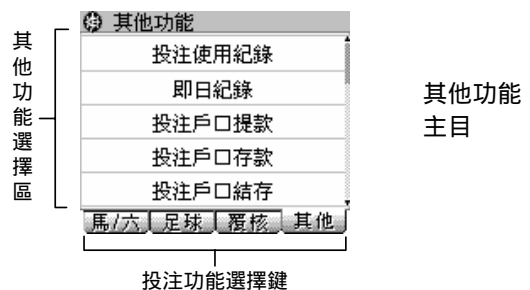 其他功能
投注使用紀錄
即日紀錄
投注戶口提款
投注戶口存款
投注戶口結存
馬/六 足球 覆核 其他
其他功能選擇區
投注功能選擇鍵
其他功能
主目